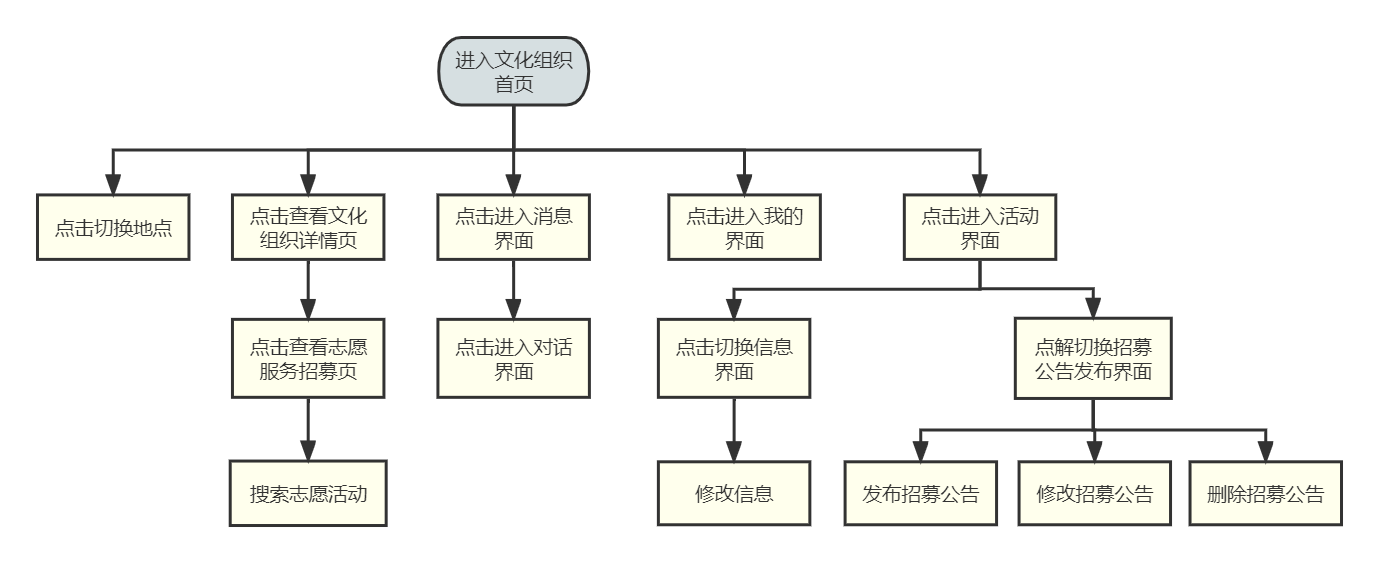 进入文化组织
首页
点击切换地点
点击查看文化
组织详情页
点击进入消息
界面
点击进入我的
界面
点击进入活动
界面
点击查看志愿
服务招募页
点击进入对话
界面
点击切换信息
界面
点解切换招募
公告发布界面
搜索志愿活动
修改信息
发布招募公告
修改招募公告
删除招募公告